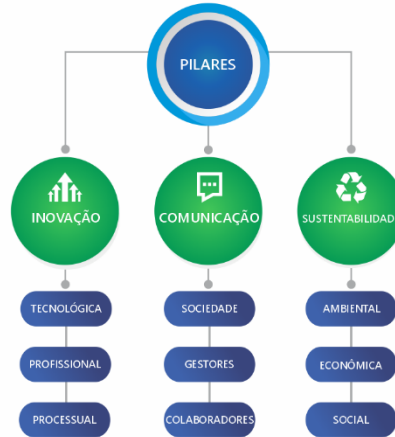 PILARES
INOVAÇÃO
COMUNICAÇÃO
SUSTENTABILIDAD
TECNOLÓGICA
SOCIEDADE
AMBIENTAL
PROFISSIONAL
GESTORES
ECONÔMICA
PROCESSUAL
COLABORADORES
SOCIAL